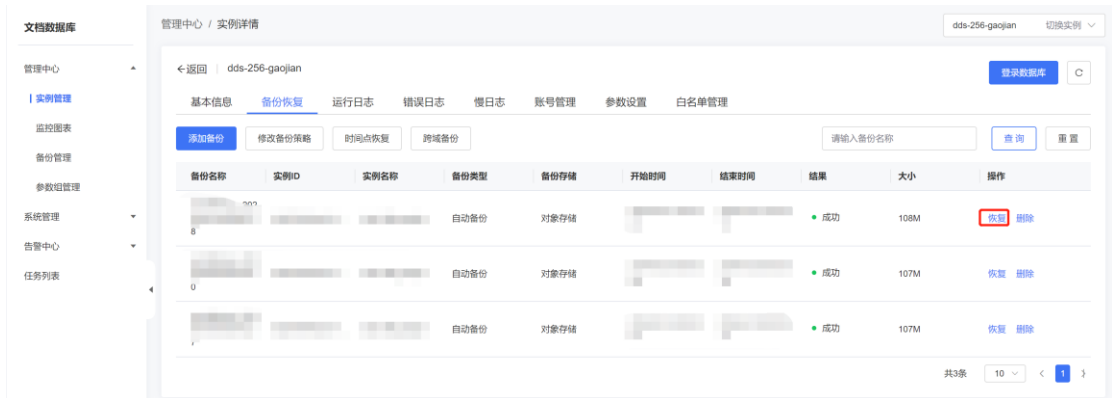 文档数据库
管理中心 / 实例详情
dds-256-gaojian 切换实例
管理中心
实例管理
监控图表
备份管理
参数组管理
系统管理
告警中心
任务列表
返回 dds-256-gaojian
登录数据库
基本信息 备份恢复 运行日志 错误日志 慢日志 账号管理 参数设置 白名单管理
添加备份 修改备份策略 时间点恢复 跨域备份 请输入备份名称 查询 重置
备份名称 实例ID 实例名称 备份类型 备份存储 开始时间 结束时间 结果 大小 操作
8 自动备份 对象存储 成功 108M 恢复 删除
0 自动备份 对象存储 成功 107M 恢复 删除
自动备份 对象存储 成功 107M 恢复 删除
共3条 10 1